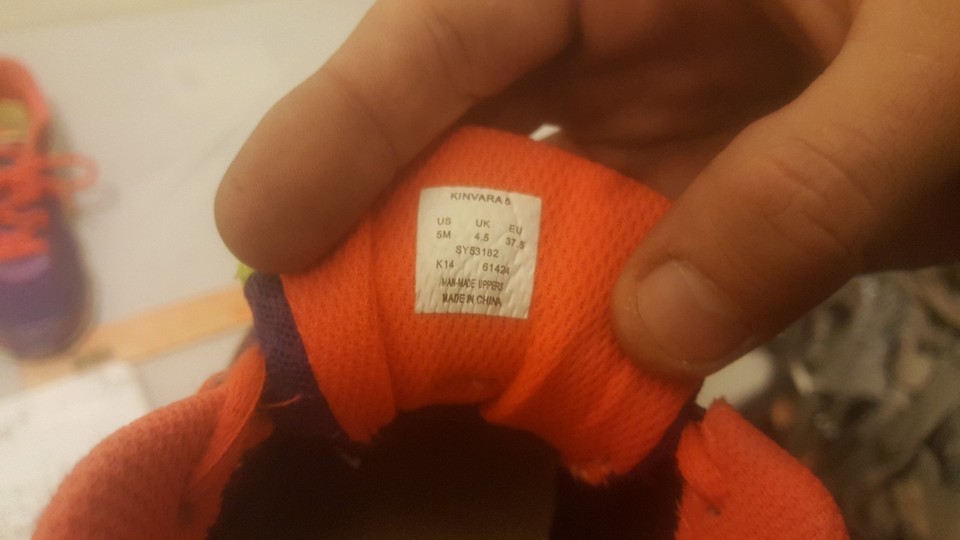 KINVARA 5
US UK EU
5M 4.5 37.5
SY53182
K14 61424
MAN-MADE UPPERS
MADE IN CHINA